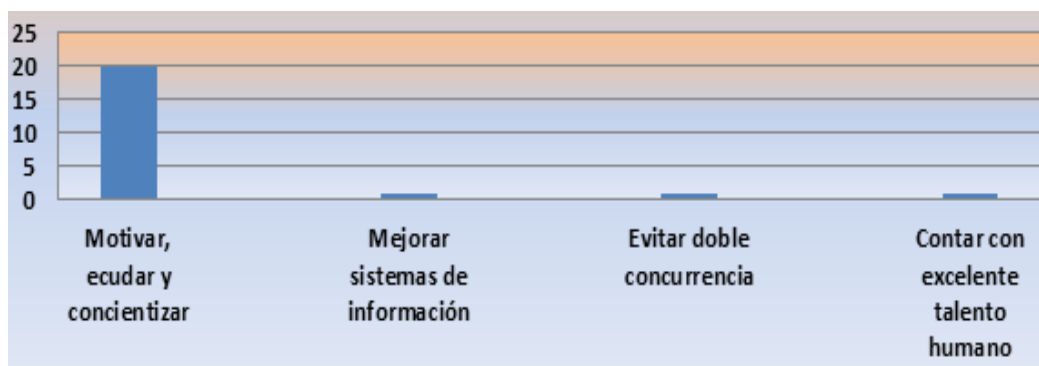 25
20
15
10
5
0
Motivar,
ecudar y
concientizar
Mejorar
sistemas de
información
Evitar doble
concurrencia
Contar con
excelente
talento
humano